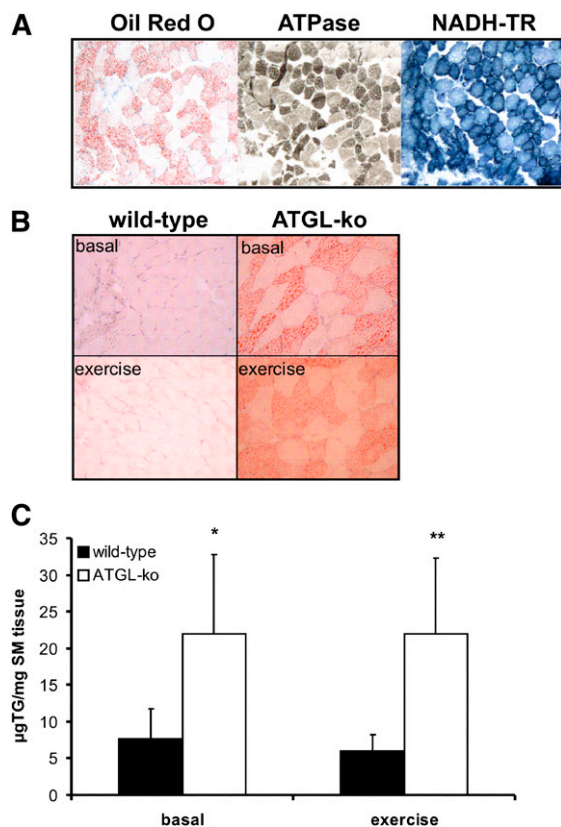 A
Oil Red O ATPase NADH-TR
B
wild-type ATGL-ko
basal basal
exercise exercise
C
µgTG/mg SM tissue
35
30
25
20
15
10
5
0
wild-type
ATGL-ko
* **
basal exercise